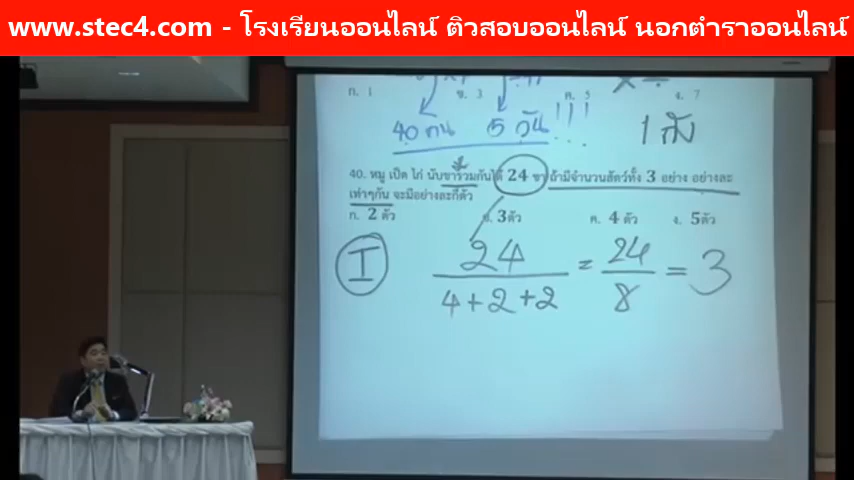 www.stec4.com - โรงเรียนออนไลน์ ติวสอบออนไลน์ นอกตำราออนไลน์
ก. 1 ข. 3 ค. 5 ง. 7
40 กิน 5 วัน !!! 1 ถัง
40. หมู เป็ด ไก่ นับขารวมกันได้ 24 ขา ถ้ามีจำนวนสัตว์ทั้ง 3 อย่าง อย่างละ
เท่าๆกัน จะมีอย่างละกี่ตัว
ก. 2 ตัว ข. 3ตัว ค. 4 ตัว ง. 5ตัว
I 24 / 4+2+2 = 24 / 8 = 3